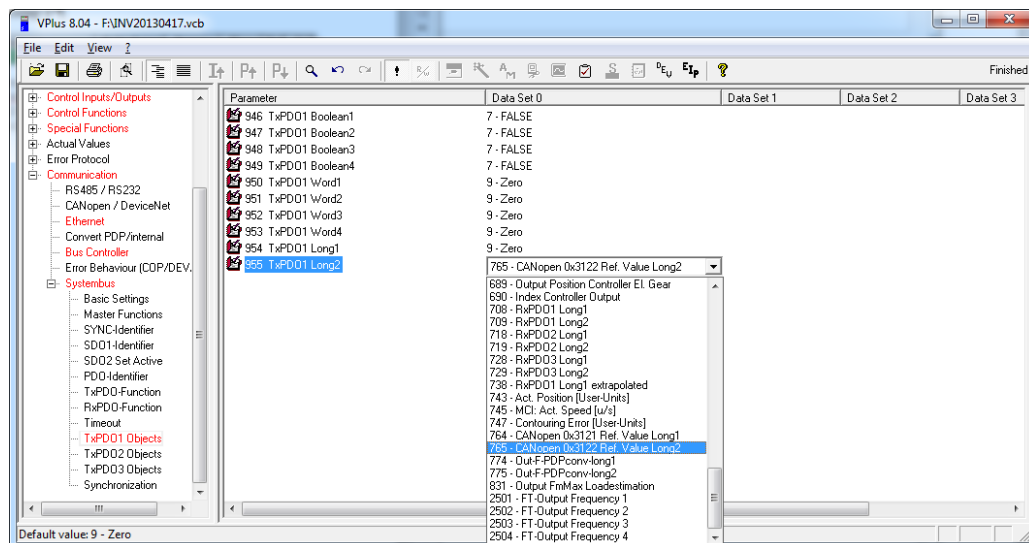 VPlus 8.04 - F:\INV20130417.vcb
File Edit View ?
Finished
Control Inputs/Outputs
Control Functions
Special Functions
Actual Values
Error Protocol
Communication
RS485 / RS232
CANopen / DeviceNet
Ethernet
Convert PDP/internal
Bus Controller
Error Behaviour (COP/DEV.
Systembus
Basic Settings
Master Functions
SYNC-Identifier
SDO1-Identifier
SDO2 Set Active
PDO-Identifier
TxPDO-Function
RxPDO-Function
Timeout
TxPDO1 Objects
TxPDO2 Objects
TxPDO3 Objects
Synchronization
Parameter Data Set 0 Data Set 1 Data Set 2 Data Set 3
946 TxPDO1 Boolean1 7 - FALSE
947 TxPDO1 Boolean2 7 - FALSE
948 TxPDO1 Boolean3 7 - FALSE
949 TxPDO1 Boolean4 7 - FALSE
950 TxPDO1 Word1 9 - Zero
951 TxPDO1 Word2 9 - Zero
952 TxPDO1 Word3 9 - Zero
953 TxPDO1 Word4 9 - Zero
954 TxPDO1 Long1 9 - Zero
955 TxPDO1 Long2 765 - CANopen 0x3122 Ref. Value Long2
689 - Output Position Controller El. Gear
690 - Index Controller Output
708 - RxPDO1 Long1
709 - RxPDO1 Long2
718 - RxPDO2 Long1
719 - RxPDO2 Long2
728 - RxPDO3 Long1
729 - RxPDO3 Long2
738 - RxPDO1 Long1 extrapolated
743 - Act. Position [User-Units]
745 - MCI: Act. Speed [u/s]
747 - Contouring Error [User-Units]
764 - CANopen 0x3121 Ref. Value Long1
765 - CANopen 0x3122 Ref. Value Long2
774 - Out-F-PDPconv-long1
775 - Out-F-PDPconv-long2
831 - Output FmMax Loadestimation
2501 - FT-Output Frequency 1
2502 - FT-Output Frequency 2
2503 - FT-Output Frequency 3
2504 - FT-Output Frequency 4
Default value: 9 - Zero